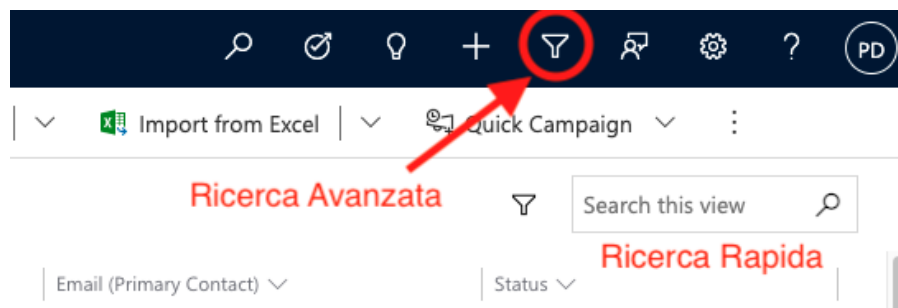 PD
Import from Excel Quick Campaign
Ricerca Avanzata
Search this view
Ricerca Rapida
Email (Primary Contact) Status